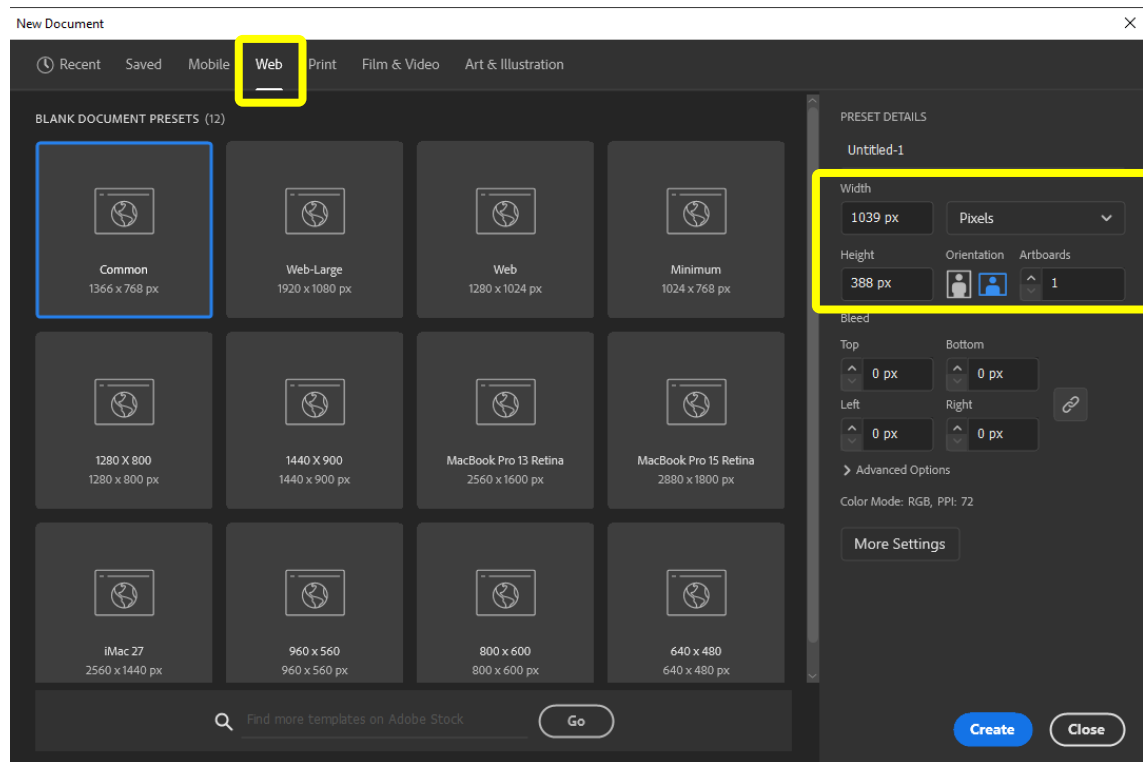 New Document
Recent Saved Mobile Web Print Film & Video Art & Illustration
BLANK DOCUMENT PRESETS (12)
Common
1366 x 768 px
Web-Large
1920 x 1080 px
Web
1280 x 1024 px
Minimum
1024 x 768 px
1280 X 800
1280 x 800 px
1440 X 900
1440 x 900 px
MacBook Pro 13 Retina
2560 x 1600 px
MacBook Pro 15 Retina
2880 x 1800 px
iMac 27
2560 x 1440 px
960 x 560
960 x 560 px
800 x 600
800 x 600 px
640 x 480
640 x 480 px
Find more templates on Adobe Stock Go
PRESET DETAILS
Untitled-1
Width
1039 px Pixels
Height Orientation Artboards
388 px 1
Bleed
Top Bottom
0 px 0 px
Left Right
0 px 0 px
Advanced Options
Color Mode: RGB, PPI: 72
More Settings
Create Close